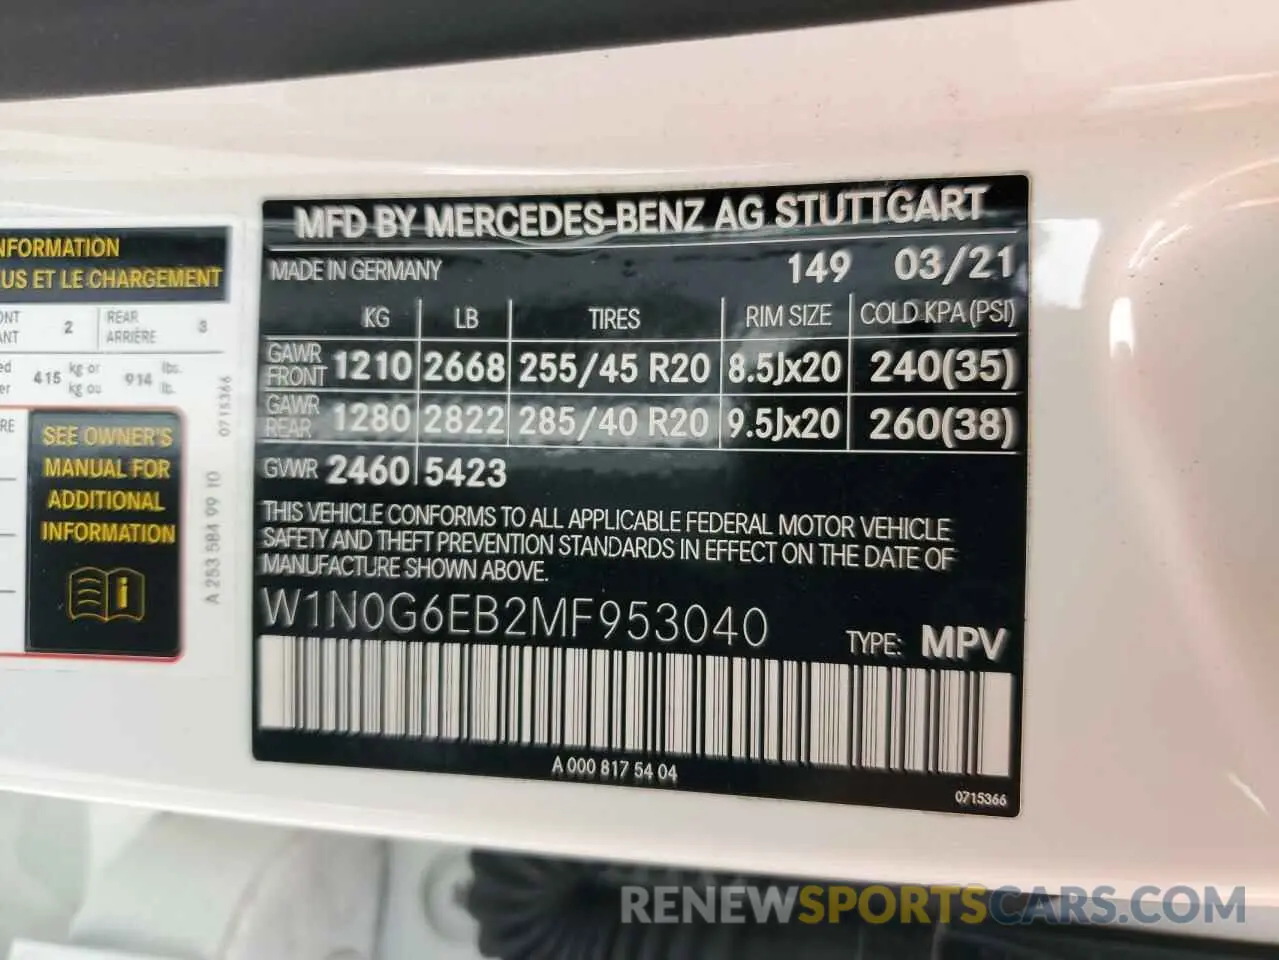 NFORMATION
US ET LE CHARGEMENT
2
REAR
ARRIÈRE
3
415
kg or
kg ou
914
lbs.
lb.
0715366
SEE OWNER'S
MANUAL FOR
ADDITIONAL
INFORMATION
A 253 584 99 10
MFD BY MERCEDES-BENZ AG STUTTGART
MADE IN GERMANY 149 03/21
KG LB TIRES RIM SIZE COLD KPA (PSI)
GAWR FRONT 1210 2668 255/45 R20 8.5Jx20 240(35)
GAWR REAR 1280 2822 285/40 R20 9.5Jx20 260(38)
GVWR 2460 5423
THIS VEHICLE CONFORMS TO ALL APPLICABLE FEDERAL MOTOR VEHICLE
SAFETY AND THEFT PREVENTION STANDARDS IN EFFECT ON THE DATE OF
MANUFACTURE SHOWN ABOVE.
W1N0G6EB2MF953040
TYPE: MPV
A 000 817 54 04
0715366
RENEWSPORTSCARS.COM